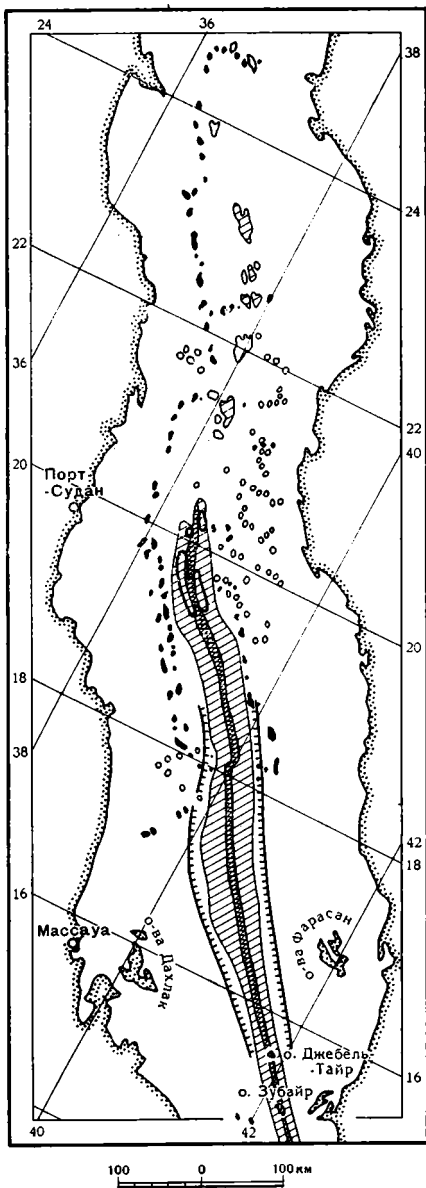 24
36
38
22
24
36
20
22
40
Порт-
-Судан
18
20
38
42
18
16
Массауа
о-ва Дахлак
о-ва Фарасан
о. Джебель
-Тайр
16
о. Зубайр
40
42
100 0 100 км